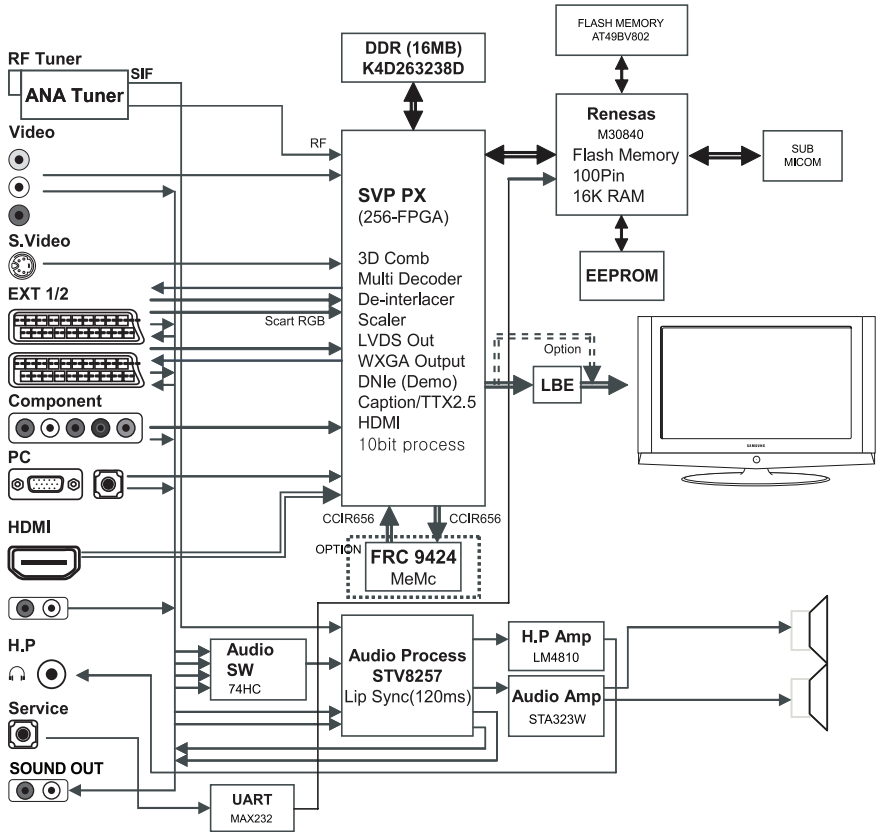 RF Tuner
ANA Tuner
SIF
Video
S.Video
EXT 1/2
Component
PC
HDMI
H.P
Service
SOUND OUT
DDR (16MB)
K4D263238D
RF
Scart RGB
SVP PX
(256-FPGA)
3D Comb
Multi Decoder
De-interlacer
Scaler
LVDS Out
WXGA Output
DNIe (Demo)
Caption/TTX2.5
HDMI
10bit process
FLASH MEMORY
AT49BV802
Renesas
M30840
Flash Memory
100Pin
16K RAM
SUB
MICOM
EEPROM
Option
LBE
SAMSUNG
CCIR656
CCIR656
OPTION
FRC 9424
MeMc
Audio
SW
74HC
Audio Process
STV8257
Lip Sync(120ms)
H.P Amp
LM4810
Audio Amp
STA323W
UART
MAX232